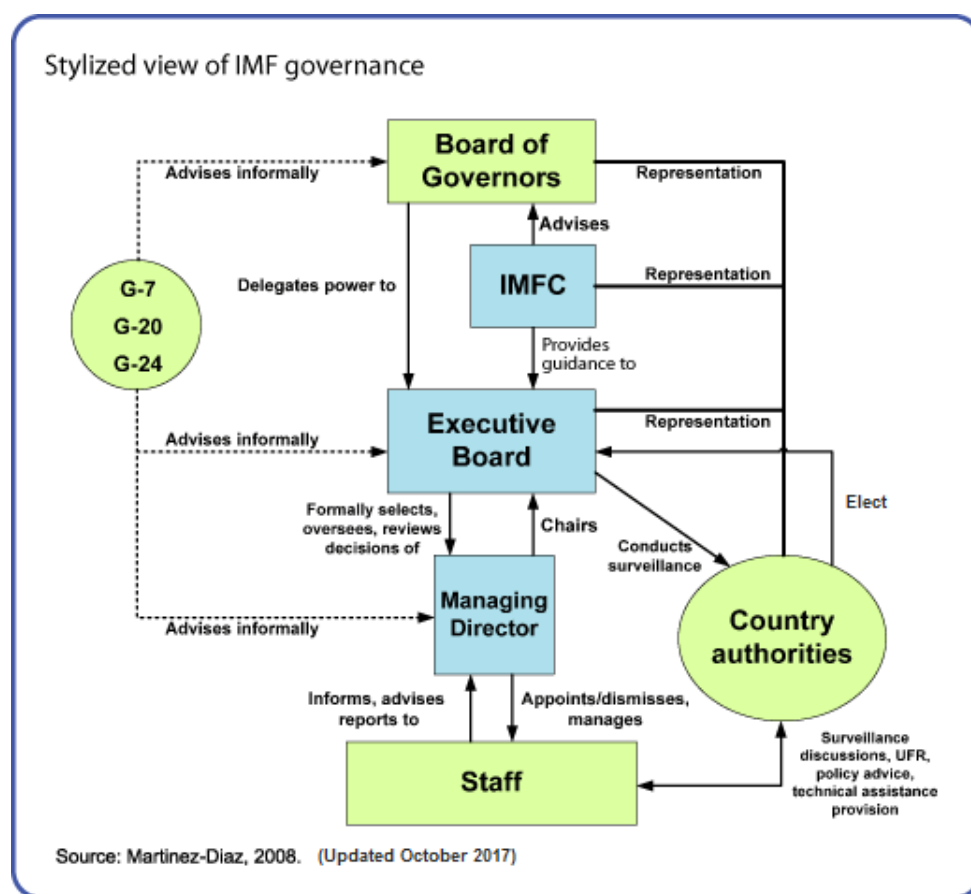 Stylized view of IMF governance
Board of
Governors
Advises informally
Representation
Advises
G-7
G-20
G-24
Delegates power to
IMFC
Representation
Provides
guidance to
Executive
Board
Representation
Advises informally
Elect
Formally selects,
oversees, reviews
decisions of
Chairs
Conducts
surveillance
Managing
Director
Country
authorities
Advises informally
Informs, advises
reports to
Appoints/dismisses,
manages
Surveillance
discussions, UFR,
policy advice,
technical assistance
provision
Staff
Source: Martinez-Diaz, 2008. (Updated October 2017)